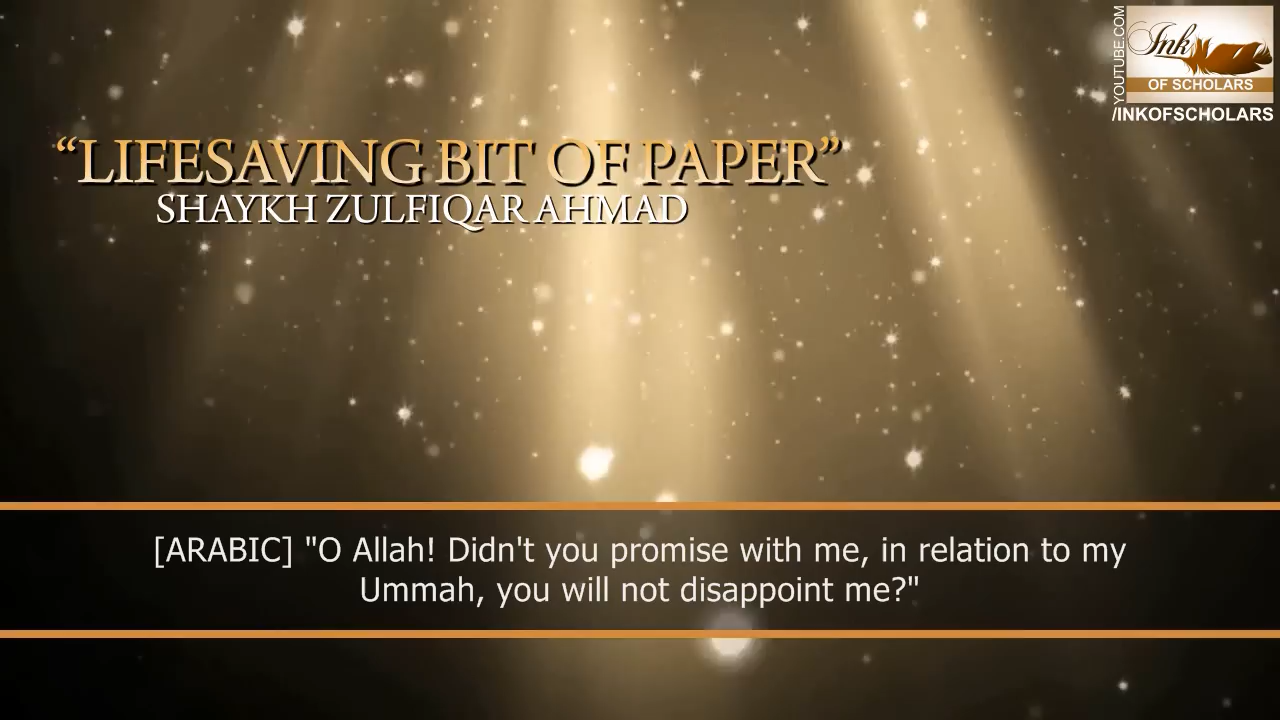 YOUTUBE.COM
Ink
OF SCHOLARS
/INKOFSCHOLARS
“LIFESAVING BIT OF PAPER”
SHAYKH ZULFIQAR AHMAD
[ARABIC] "O Allah! Didn't you promise with me, in relation to my
Ummah, you will not disappoint me?"